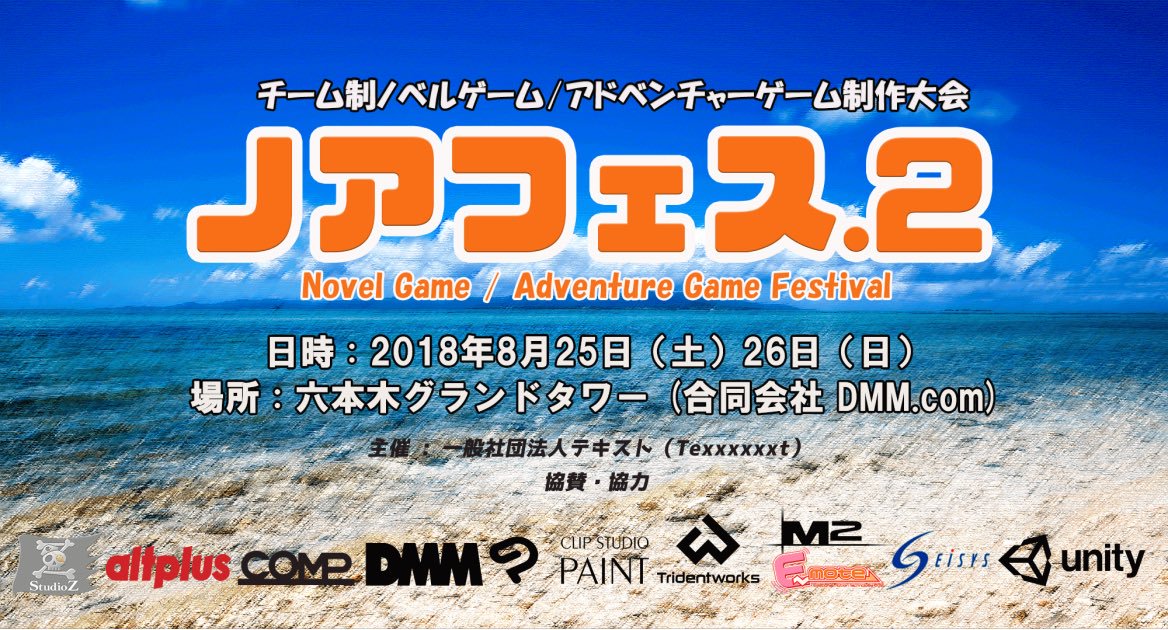 チーム制ノベルゲーム/アドベンチャーゲーム制作大会
ノアフェス.2
Novel Game / Adventure Game Festival
日時：2018年8月25日（土）26日（日）
場所：六本木グランドタワー (合同会社 DMM.com)
主催 : 一般社団法人テキスト（Texxxxxxt）
協賛・協力
StudioZ altplus COMP DMM CLIP STUDIO PAINT Tridentworks M2 E-mote EISYS unity